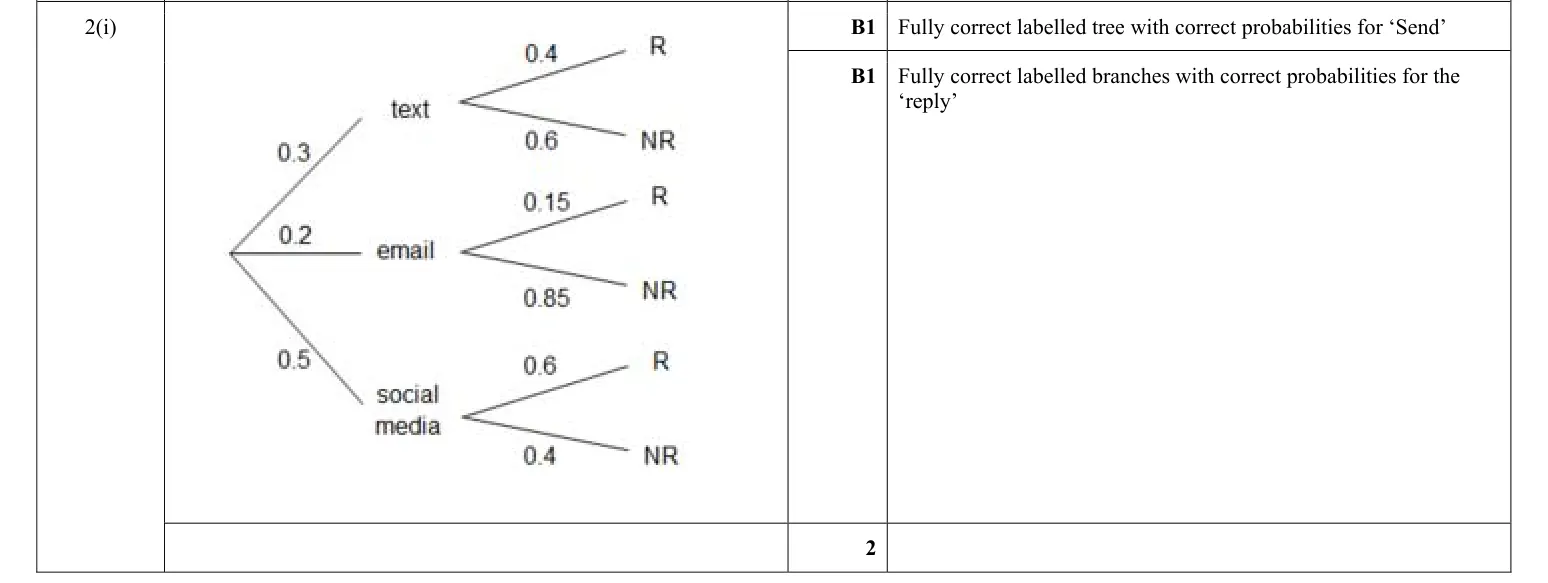 2(i)
0.3
0.2
0.5
text
email
social
media
0.4
R
0.6
NR
0.15
R
0.85
NR
0.6
R
0.4
NR
B1 Fully correct labelled tree with correct probabilities for ‘Send’
B1 Fully correct labelled branches with correct probabilities for the
‘reply’
2